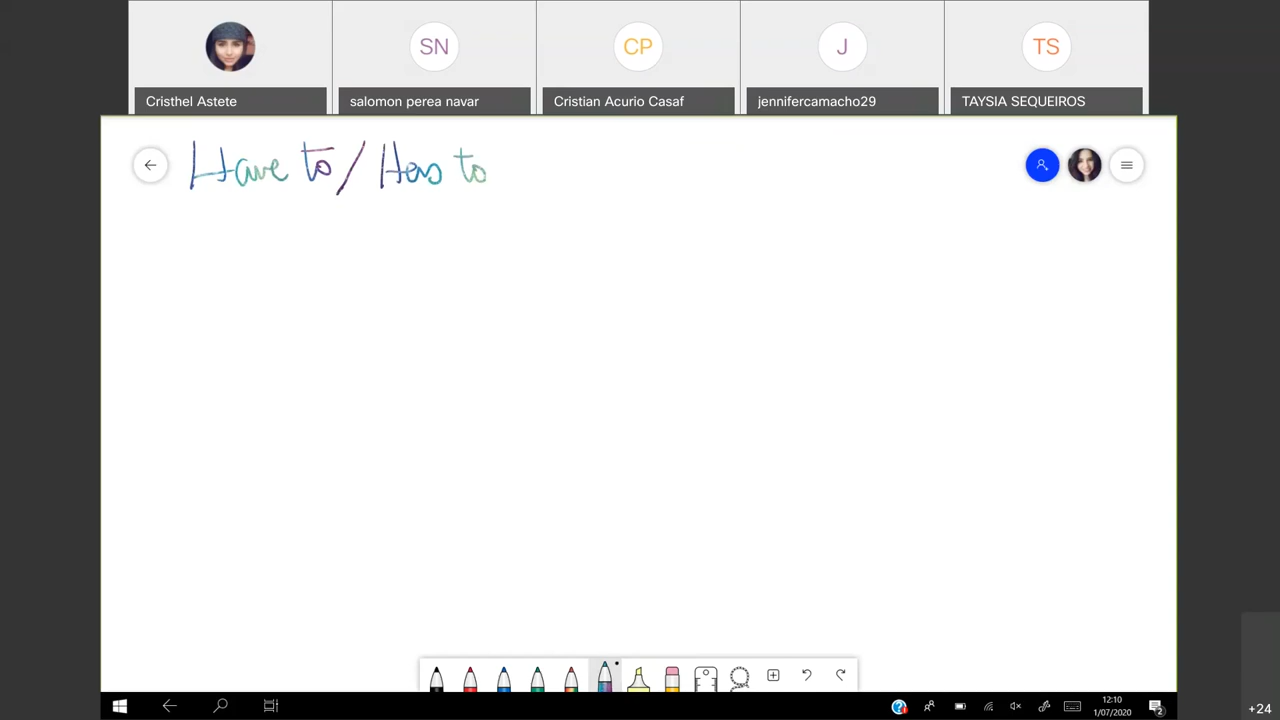 SN
CP
J
TS
Cristhel Astete
salomon perea navar
Cristian Acurio Casaf
jennifercamacho29
TAYSIA SEQUEIROS
Have to / Has to
12:10
1/07/2020
2
+24